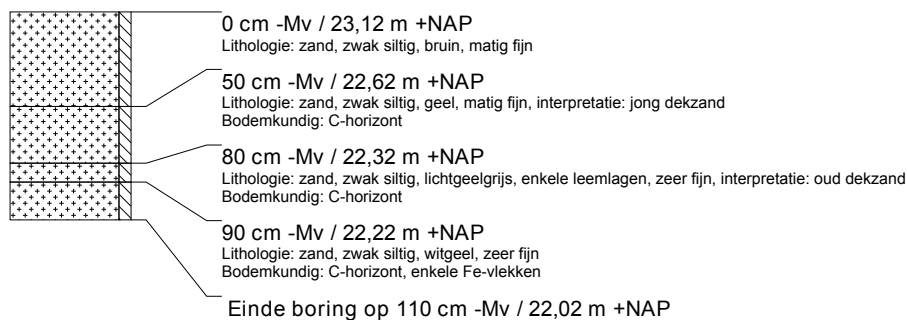 0 cm -Mv / 23,12 m +NAP
Lithologie: zand, zwak siltig, bruin, matig fijn
50 cm -Mv / 22,62 m +NAP
Lithologie: zand, zwak siltig, geel, matig fijn, interpretatie: jong dekzand
Bodemkundig: C-horizont
80 cm -Mv / 22,32 m +NAP
Lithologie: zand, zwak siltig, lichtgeelgrijs, enkele leemlagen, zeer fijn, interpretatie: oud dekzand
Bodemkundig: C-horizont
90 cm -Mv / 22,22 m +NAP
Lithologie: zand, zwak siltig, witgeel, zeer fijn
Bodemkundig: C-horizont, enkele Fe-vlekken
Einde boring op 110 cm -Mv / 22,02 m +NAP